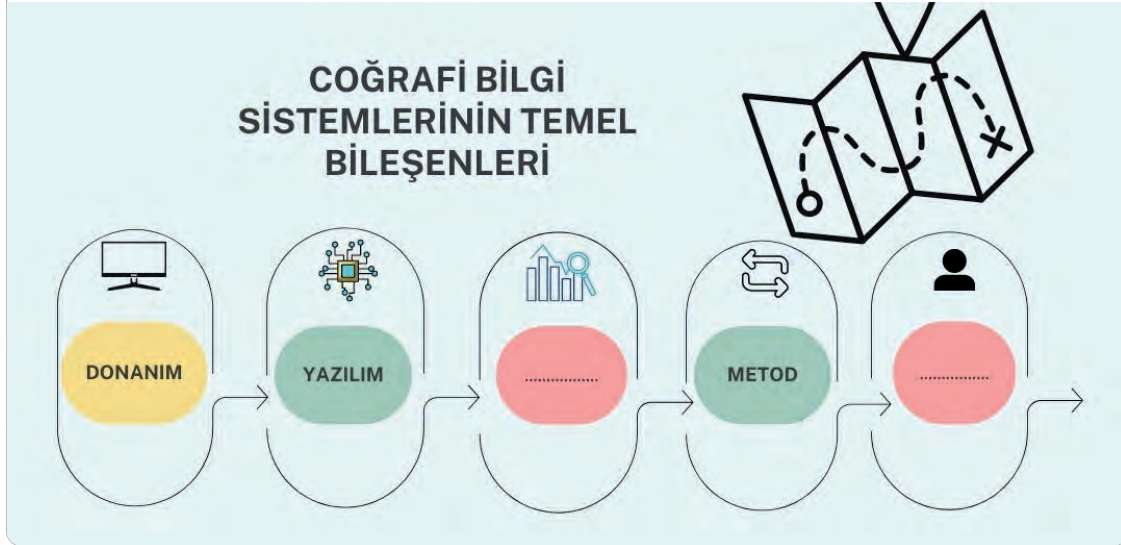 COĞRAFİ BİLGİ
SİSTEMLERİNİN TEMEL
BİLEŞENLERİ
DONANIM
YAZILIM
.................
METOD
.................